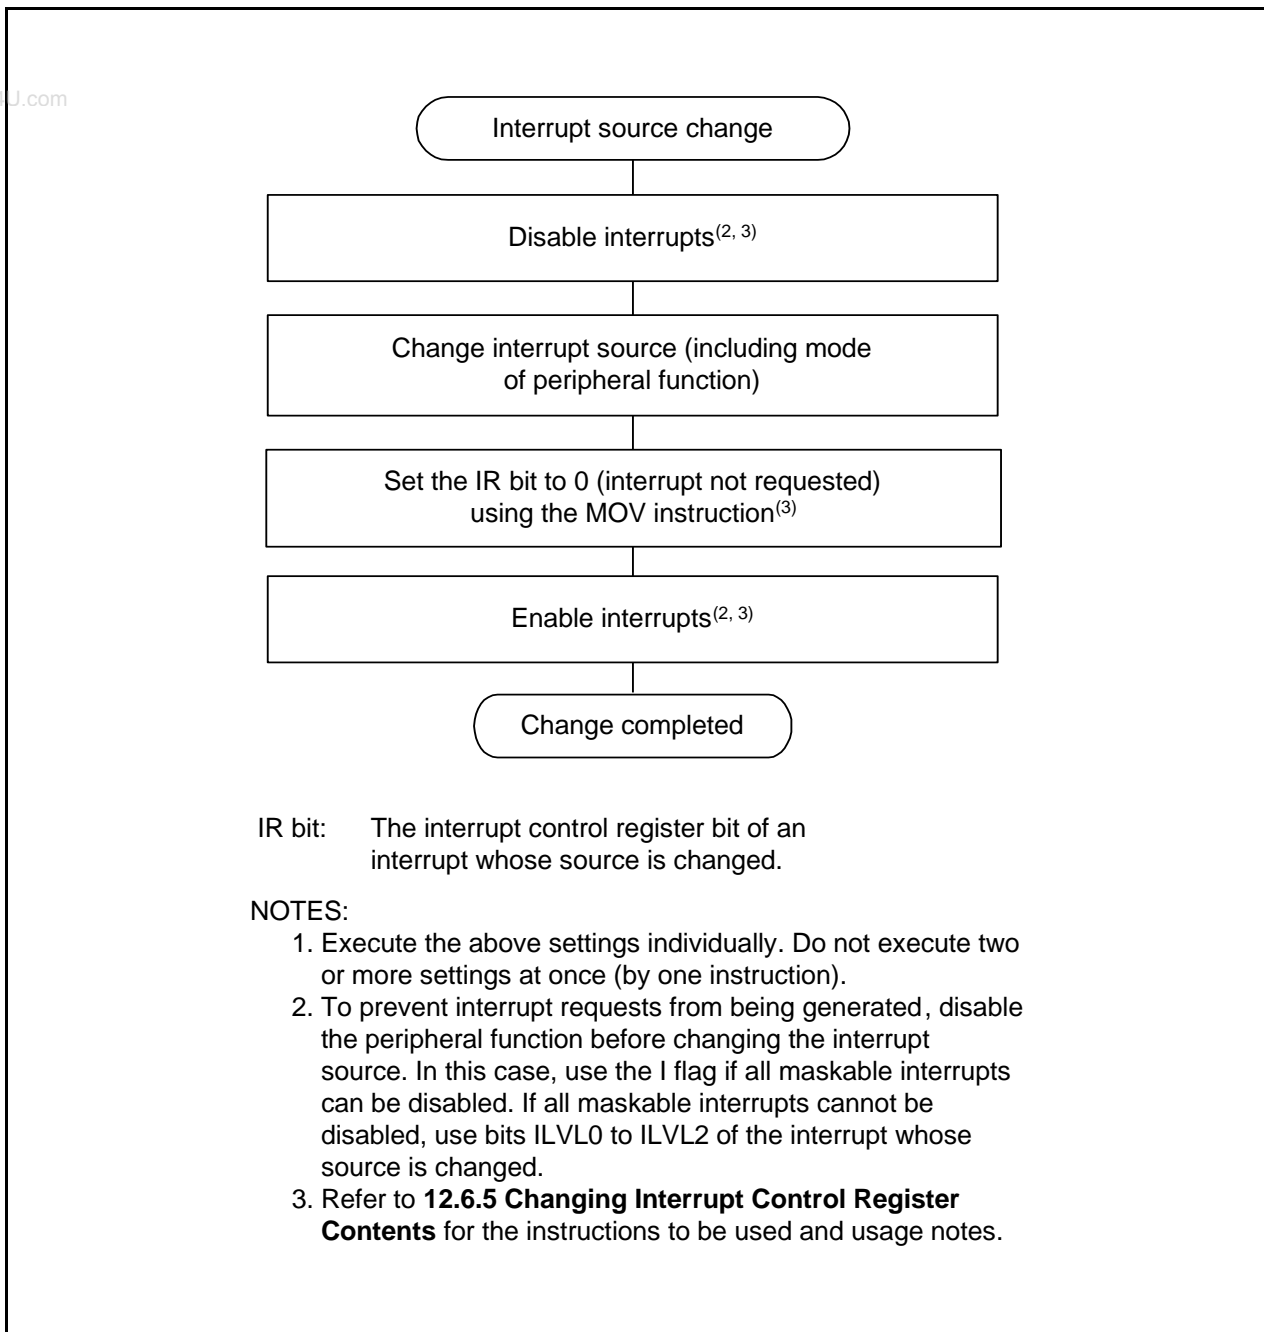 U.com
Interrupt source change
Disable interrupts(2, 3)
Change interrupt source (including mode
of peripheral function)
Set the IR bit to 0 (interrupt not requested)
using the MOV instruction(3)
Enable interrupts(2, 3)
Change completed
IR bit: The interrupt control register bit of an
interrupt whose source is changed.
NOTES:
1. Execute the above settings individually. Do not execute two
or more settings at once (by one instruction).
2. To prevent interrupt requests from being generated, disable
the peripheral function before changing the interrupt
source. In this case, use the I flag if all maskable interrupts
can be disabled. If all maskable interrupts cannot be
disabled, use bits ILVL0 to ILVL2 of the interrupt whose
source is changed.
3. Refer to 12.6.5 Changing Interrupt Control Register
Contents for the instructions to be used and usage notes.